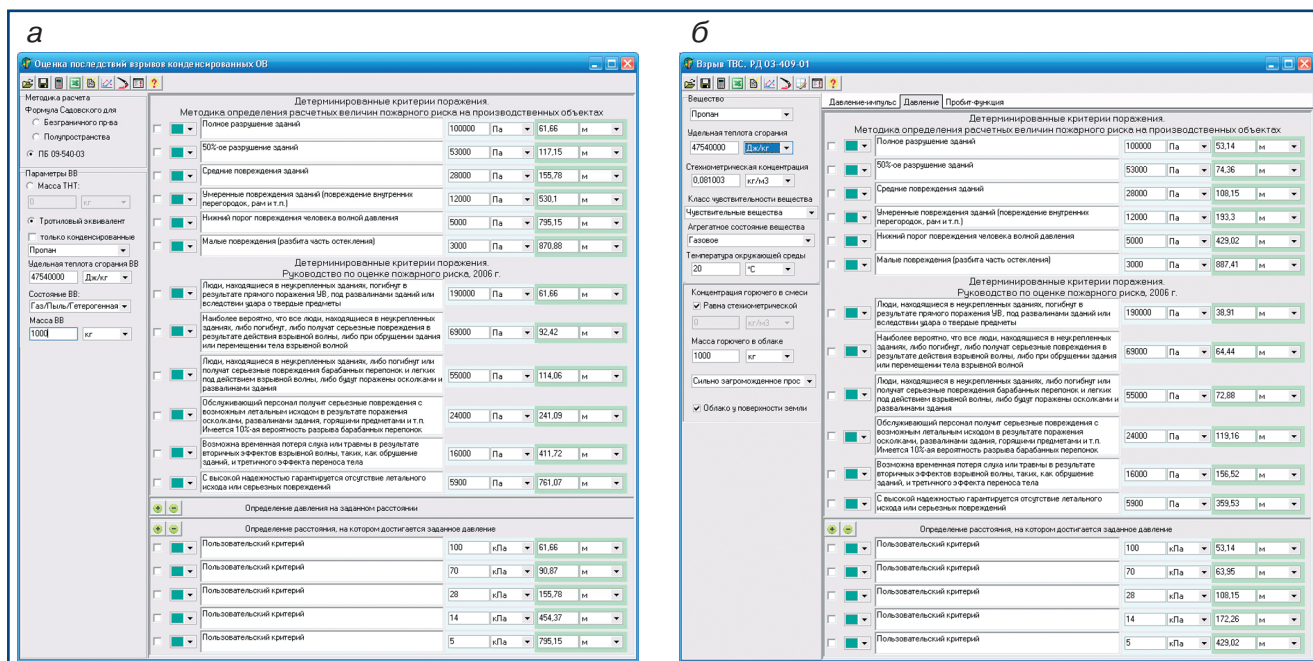 а
Оценка последствий взрывов конденсированных ОВ
Методика расчета
Формула Садовского для
Безграничного пр-ва
Полупространства
ПБ 09-540-03
Параметры ВВ
Масса ТНТ:
0 кг
Тротиловый эквивалент
только конденсированные
Пропан
Удельная теплота сгорания ВВ
47540000 Дж/кг
Состояние ВВ:
Газ/Пыль/Гетерогенная
Масса ВВ
1000 кг
Детерминированные критерии поражения.
Методика определения расчетных величин пожарного риска на производственных объектах
Полное разрушение зданий 100000 Па 61,66 м
50%-ое разрушение зданий 53000 Па 117,15 м
Средние повреждения зданий 28000 Па 155,78 м
Умеренные повреждения зданий (повреждение внутренних
перегородок, рам и т.п.) 12000 Па 530,1 м
Нижний порог повреждения человека волной давления 5000 Па 795,15 м
Малые повреждения (разбита часть остекления) 3000 Па 870,88 м
Детерминированные критерии поражения.
Руководство по оценке пожарного риска, 2006 г.
Люди, находящиеся в неукрепленных зданиях, погибнут в
результате прямого поражения УВ, под развалинами зданий или
вследствии удара о твердые предметы 190000 Па 61,66 м
Наиболее вероятно, что все люди, находящиеся в неукрепленных
зданиях, либо погибнут, либо получат серьезные повреждения в
результате действия взрывной волны, либо при обрушении здания
или перемещении тела взрывной волной 69000 Па 92,42 м
Люди, находящиеся в неукрепленных зданиях, либо погибнут или
получат серьезные повреждения барабанных перепонок и легких
под действием взрывной волны, либо будут поражены осколками и
развалинами здания 55000 Па 114,06 м
Обслуживающий персонал получит серьезные повреждения с
возможным летальным исходом в результате поражения
осколками, развалинами здания, горящими предметами и т.п.
Имеется 10%-ая вероятность разрыва барабанных перепонок 24000 Па 241,09 м
Возможна временная потеря слуха или травмы в результате
вторичных эффектов взрывной волны, таких, как обрушение
зданий, и третичного эффекта переноса тела 16000 Па 411,72 м
С высокой надежностью гарантируется отсутствие летального
исхода или серьезных повреждений 5900 Па 761,07 м
Определение давления на заданном расстоянии
Определение расстояния, на котором достигается заданное давление
Пользовательский критерий 100 кПа 61,66 м
Пользовательский критерий 70 кПа 90,87 м
Пользовательский критерий 28 кПа 155,78 м
Пользовательский критерий 14 кПа 454,37 м
Пользовательский критерий 5 кПа 795,15 м
б
Взрыв ТВС. РД 03-409-01
Вещество
Пропан
Удельная теплота сгорания
47540000 Дж/кг
Стехиометрическая концентрация
0,081003 кг/м3
Класс чувствительности вещества
Чувствительные вещества
Агрегатное состояние вещества
Газовое
Температура окружающей среды
20 °C
Концентрация горючего в смеси
Равна стехиометрической
0 кг/м3
Масса горючего в облаке
1000 кг
Сильно загроможденное прос
Облако у поверхности земли
Давление-импульс Давление Пробит-функция
Детерминированные критерии поражения.
Методика определения расчетных величин пожарного риска на производственных объектах
Полное разрушение зданий 100000 Па 53,14 м
50%-ое разрушение зданий 53000 Па 74,36 м
Средние повреждения зданий 28000 Па 108,15 м
Умеренные повреждения зданий (повреждение внутренних
перегородок, рам и т.п.) 12000 Па 193,3 м
Нижний порог повреждения человека волной давления 5000 Па 429,02 м
Малые повреждения (разбита часть остекления) 3000 Па 887,41 м
Детерминированные критерии поражения.
Руководство по оценке пожарного риска, 2006 г.
Люди, находящиеся в неукрепленных зданиях, погибнут в
результате прямого поражения УВ, под развалинами зданий или
вследствии удара о твердые предметы 190000 Па 38,91 м
Наиболее вероятно, что все люди, находящиеся в неукрепленных
зданиях, либо погибнут, либо получат серьезные повреждения в
результате действия взрывной волны, либо при обрушении здания
или перемещении тела взрывной волной 69000 Па 64,44 м
Люди, находящиеся в неукрепленных зданиях, либо погибнут или
получат серьезные повреждения барабанных перепонок и легких
под действием взрывной волны, либо будут поражены осколками и
развалинами здания 55000 Па 72,88 м
Обслуживающий персонал получит серьезные повреждения с
возможным летальным исходом в результате поражения
осколками, развалинами здания, горящими предметами и т.п.
Имеется 10%-ая вероятность разрыва барабанных перепонок. 24000 Па 119,16 м
Возможна временная потеря слуха или травмы в результате
вторичных эффектов взрывной волны, таких, как обрушение
зданий, и третичного эффекта переноса тела 16000 Па 156,52 м
С высокой надежностью гарантируется отсутствие летального
исхода или серьезных повреждений 5900 Па 359,53 м
Определение расстояния, на котором достигается заданное давление
Пользовательский критерий 100 кПа 53,14 м
Пользовательский критерий 70 кПа 63,95 м
Пользовательский критерий 28 кПа 108,15 м
Пользовательский критерий 14 кПа 172,26 м
Пользовательский критерий 5 кПа 429,02 м